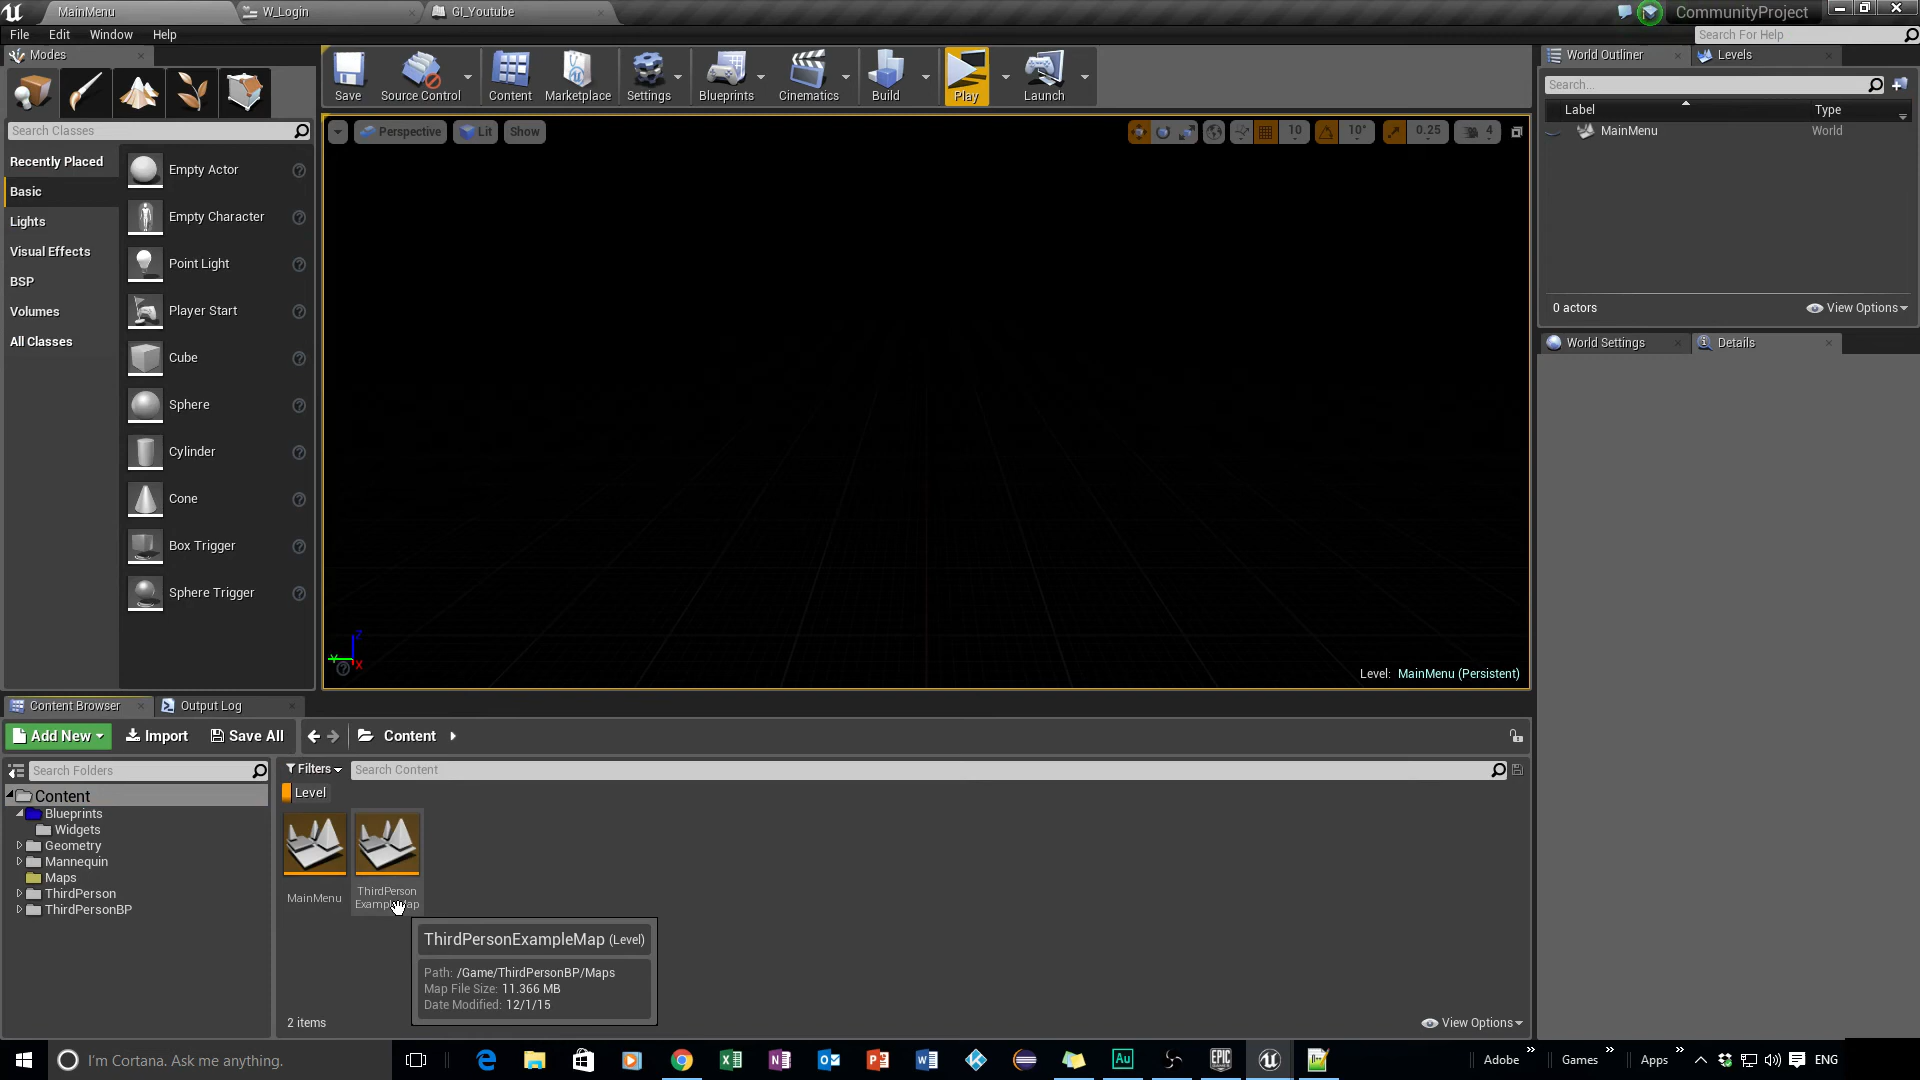 MainMenu
W_Login
GI_Youtube
CommunityProject
File Edit Window Help
Search For Help
Modes
Save
Source Control
Content
Marketplace
Settings
Blueprints
Cinematics
Build
Play
Launch
World Outliner
Levels
Search...
Label
Type
MainMenu
World
0 actors
View Options
World Settings
Details
Search Classes
Recently Placed
Basic
Lights
Visual Effects
BSP
Volumes
All Classes
Empty Actor
Empty Character
Point Light
Player Start
Cube
Sphere
Cylinder
Cone
Box Trigger
Sphere Trigger
Perspective
Lit
Show
10
10°
0.25
4
Z
Y
X
Level: MainMenu (Persistent)
Content Browser
Output Log
Add New
Import
Save All
Content
Search Folders
Filters
Search Content
Level
Content
Blueprints
Widgets
Geometry
Mannequin
Maps
ThirdPerson
ThirdPersonBP
MainMenu
ThirdPerson
ThirdPersonExampleMap (Level)
Path: /Game/ThirdPersonBP/Maps
Map File Size: 11.366 MB
Date Modified: 12/1/15
2 items
View Options
I'm Cortana. Ask me anything.
Au
EPIC
Adobe
Games
Apps
ENG